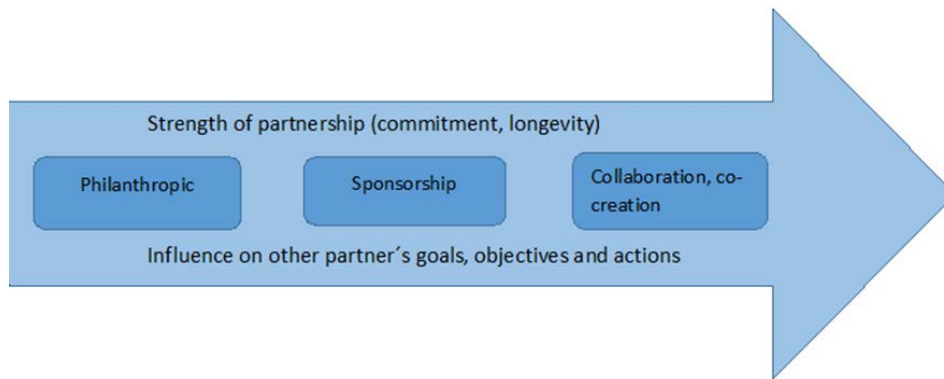 Strength of partnership (commitment, longevity)
Philanthropic
Sponsorship
Collaboration, co-
creation
Influence on other partner´s goals, objectives and actions